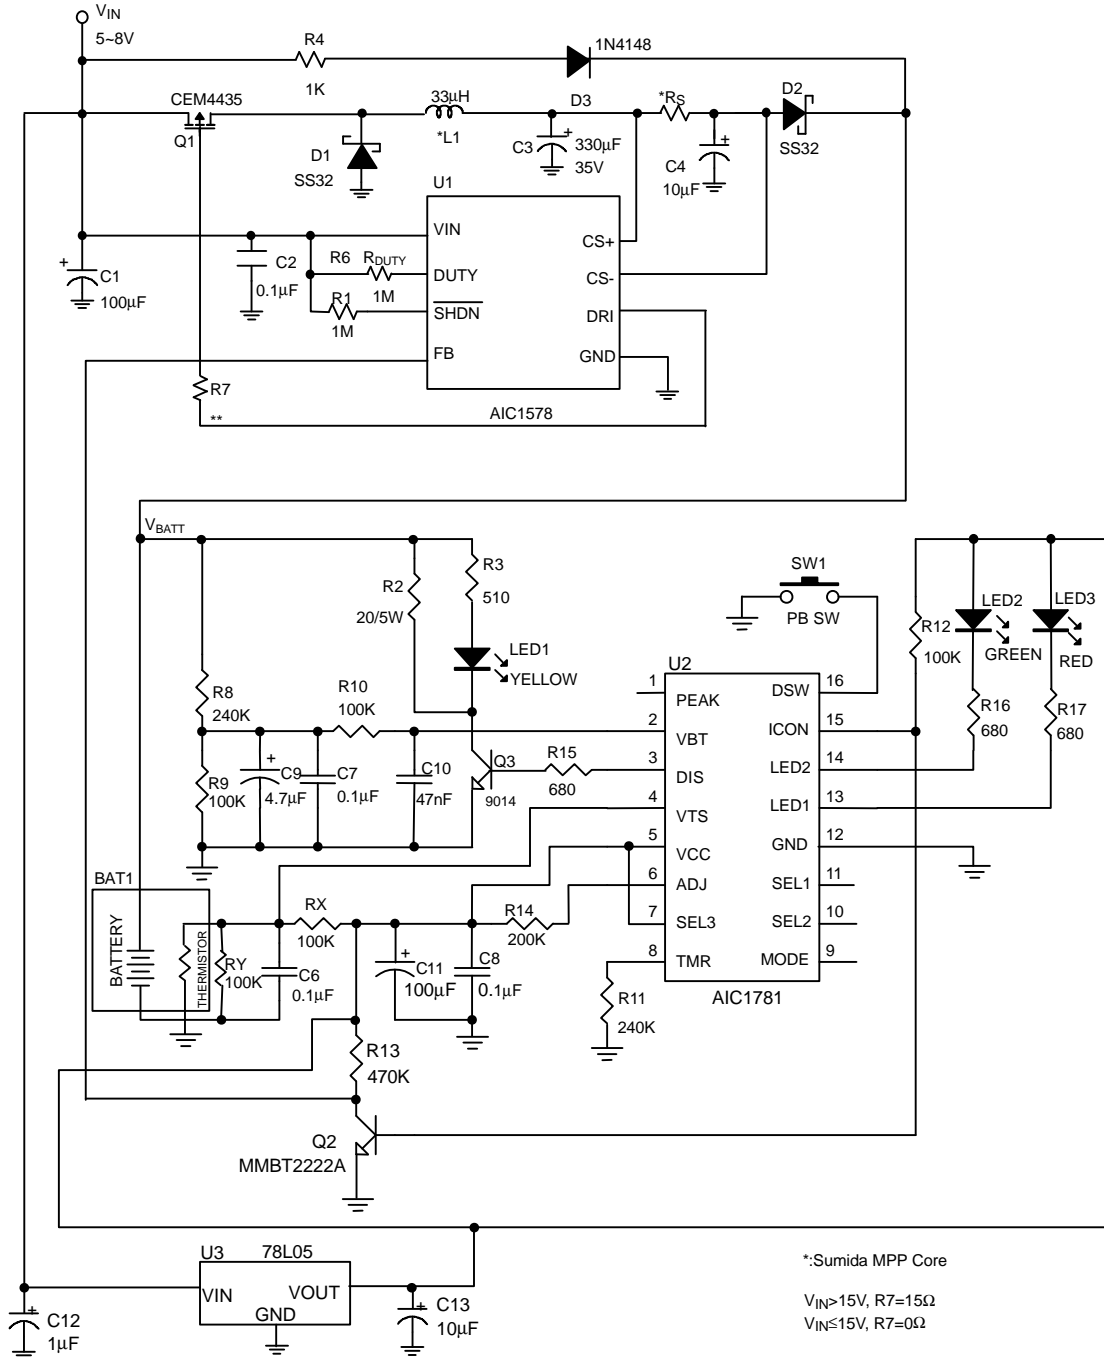 VIN
5~8V
R4
1K
1N4148
CEM4435
Q1
33µH
*L1
D3
*RS
D2
SS32
D1
SS32
C3
330µF
35V
C4
10µF
U1
VIN
DUTY
SHDN
FB
CS+
CS-
DRI
GND
AIC1578
C1
100µF
C2
0.1µF
R6
RDUTY
1M
R1
1M
R7
**
VBATT
R2
20/5W
R3
510
LED1
YELLOW
SW1
PB SW
R12
100K
LED2
GREEN
LED3
RED
R16
680
R17
680
R8
240K
R10
100K
R9
100K
C9
4.7µF
C7
0.1µF
C10
47nF
Q3
9014
R15
680
U2
1 PEAK
2 VBT
3 DIS
4 VTS
5 VCC
6 ADJ
7 SEL3
8 TMR
DSW 16
ICON 15
LED2 14
LED1 13
GND 12
SEL1 11
SEL2 10
MODE 9
AIC1781
BAT1
BATTERY
THERMISTOR
RY
100K
RX
100K
C6
0.1µF
C11
100µF
C8
0.1µF
R14
200K
R11
240K
R13
470K
Q2
MMBT2222A
U3
78L05
VIN
VOUT
GND
C12
1µF
C13
10µF
*:Sumida MPP Core
VIN>15V, R7=15Ω
VIN≤15V, R7=0Ω